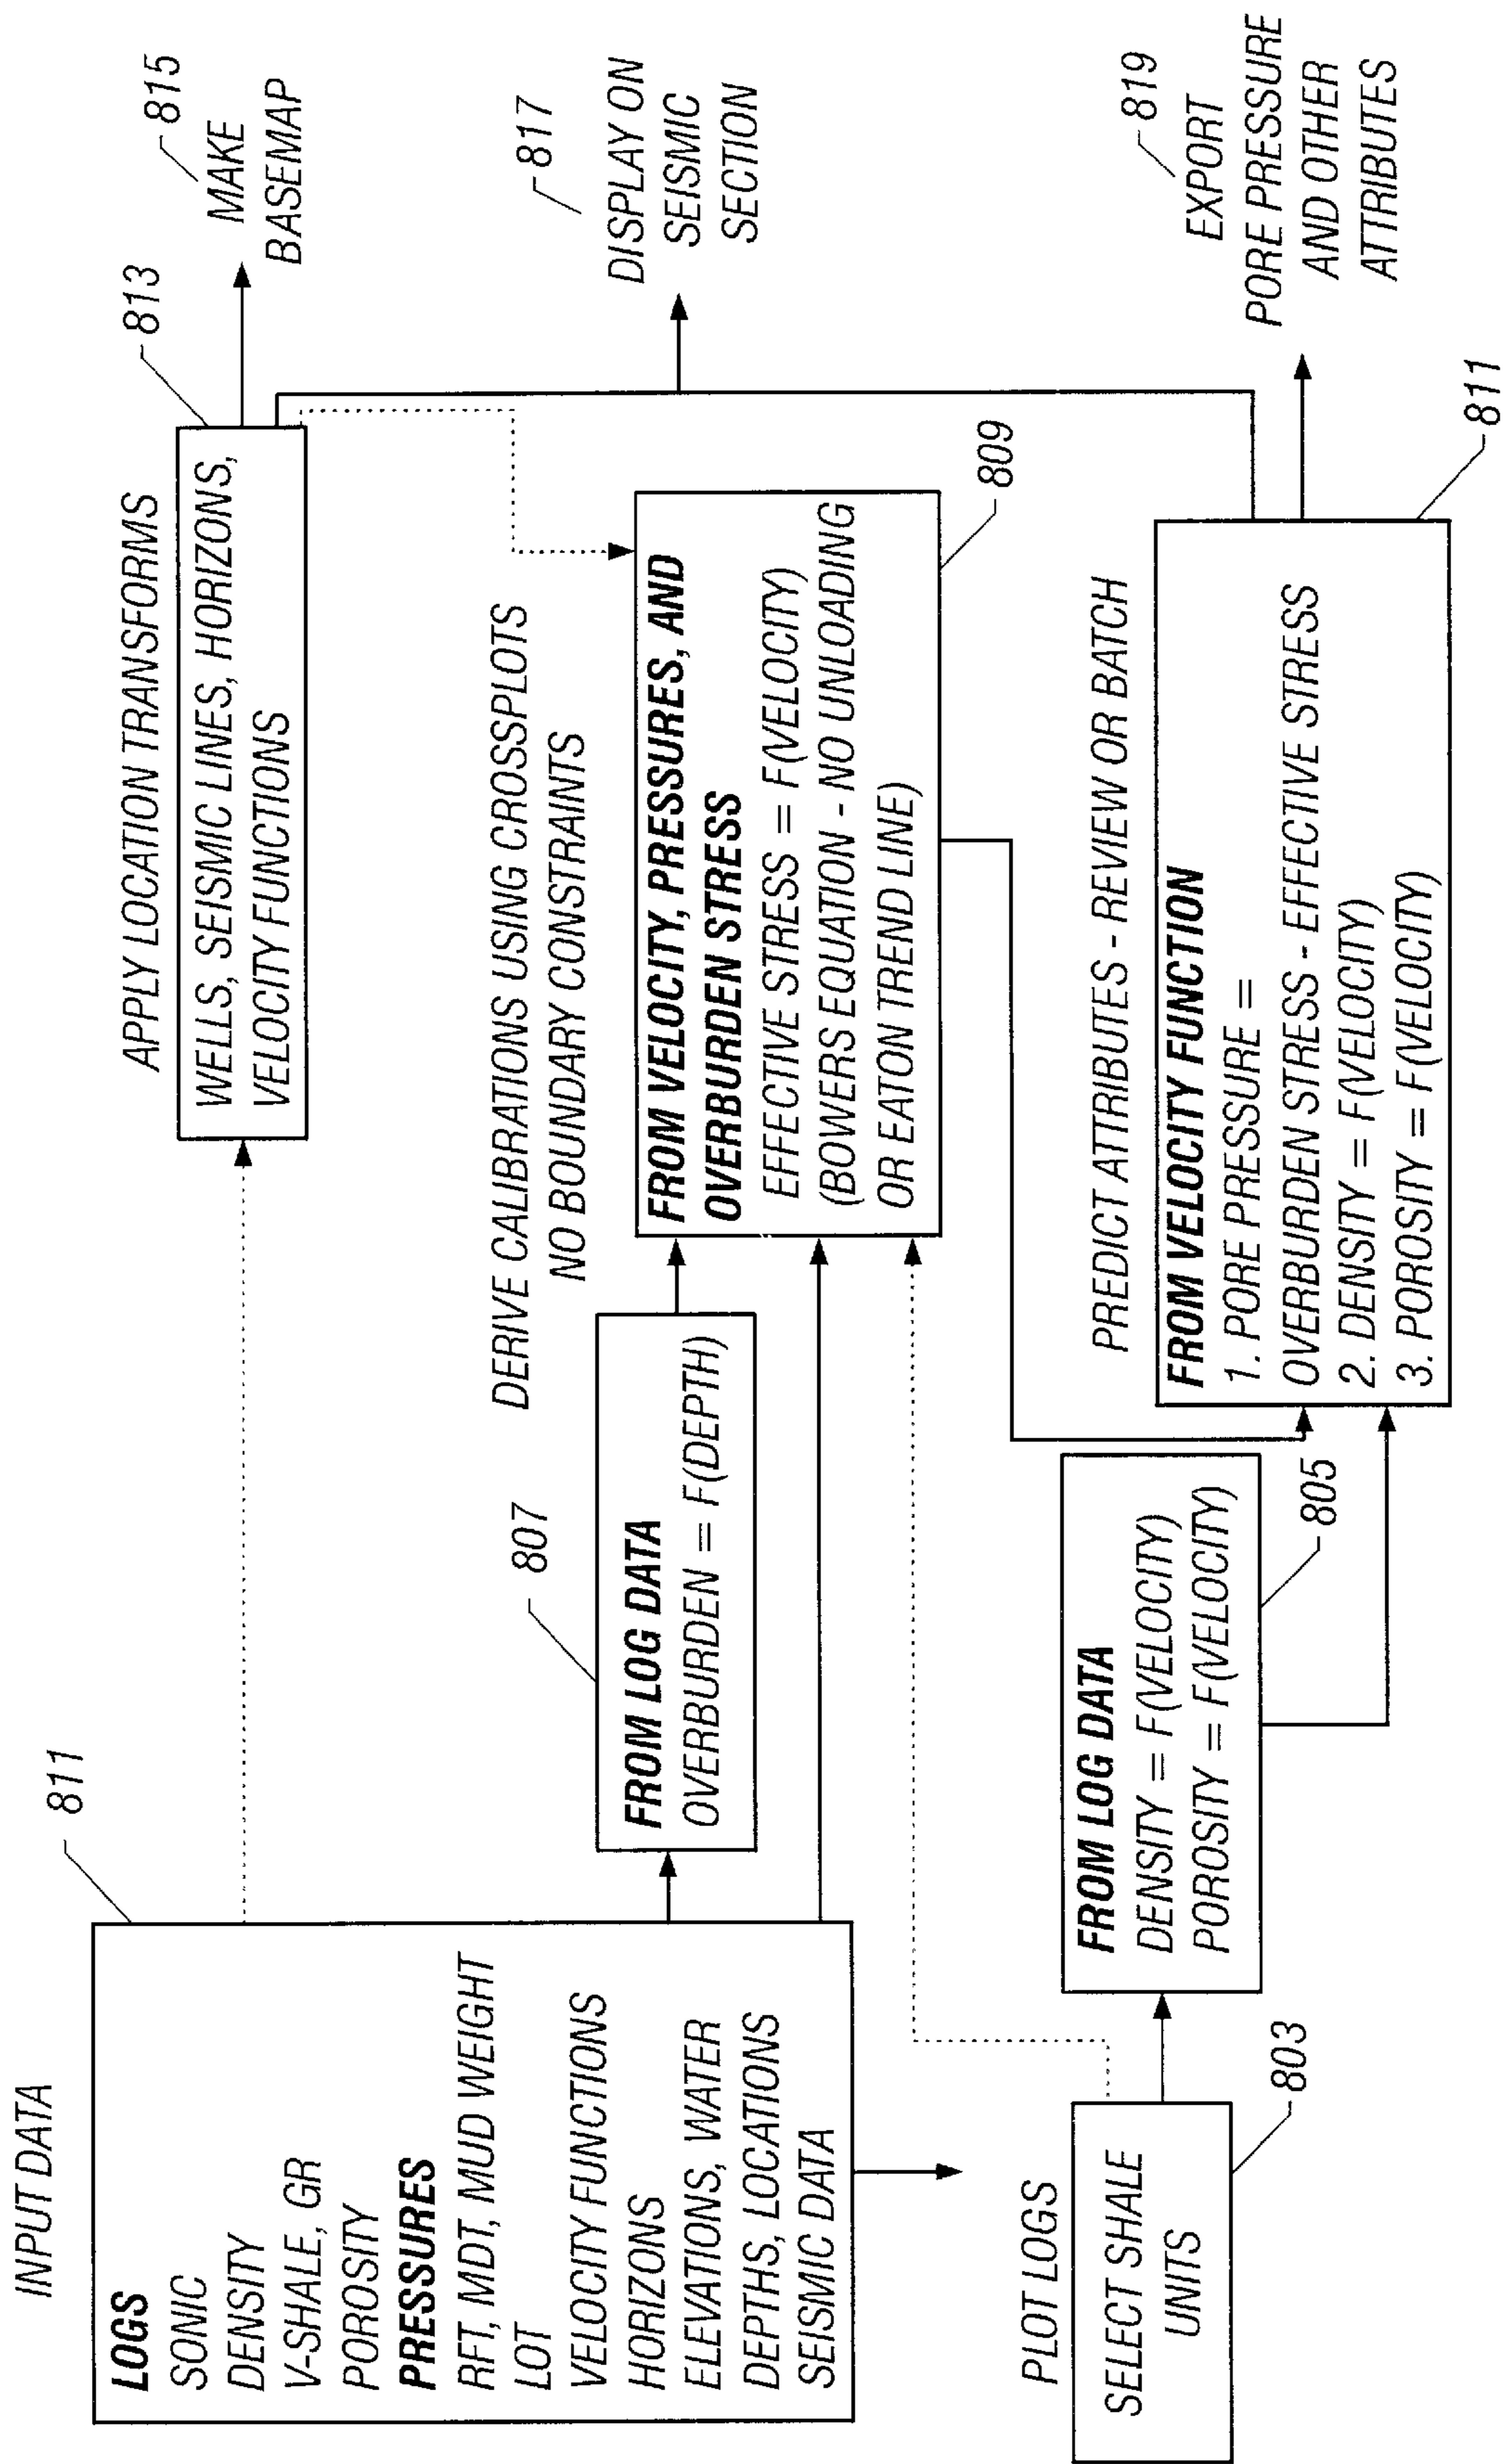 INPUT DATA
811
LOGS
SONIC
DENSITY
V-SHALE, GR
POROSITY
PRESSURES
RFT, MDT, MUD WEIGHT
LOT
VELOCITY FUNCTIONS
HORIZONS
ELEVATIONS, WATER
DEPTHS, LOCATIONS
SEISMIC DATA
PLOT LOGS
SELECT SHALE
UNITS
803
807
FROM LOG DATA
OVERBURDEN = F(DEPTH)
FROM LOG DATA
DENSITY = F(VELOCITY)
POROSITY = F(VELOCITY)
805
APPLY LOCATION TRANSFORMS
813
WELLS, SEISMIC LINES, HORIZONS,
VELOCITY FUNCTIONS
DERIVE CALIBRATIONS USING CROSSPLOTS
NO BOUNDARY CONSTRAINTS
FROM VELOCITY, PRESSURES, AND
OVERBURDEN STRESS
EFFECTIVE STRESS = F(VELOCITY)
(BOWERS EQUATION - NO UNLOADING
OR EATON TREND LINE)
809
PREDICT ATTRIBUTES - REVIEW OR BATCH
FROM VELOCITY FUNCTION
1. PORE PRESSURE =
OVERBURDEN STRESS - EFFECTIVE STRESS
2. DENSITY = F(VELOCITY)
3. POROSITY = F(VELOCITY)
811
815
MAKE
BASEMAP
817
DISPLAY ON
SEISMIC
SECTION
819
EXPORT
PORE PRESSURE
AND OTHER
ATTRIBUTES